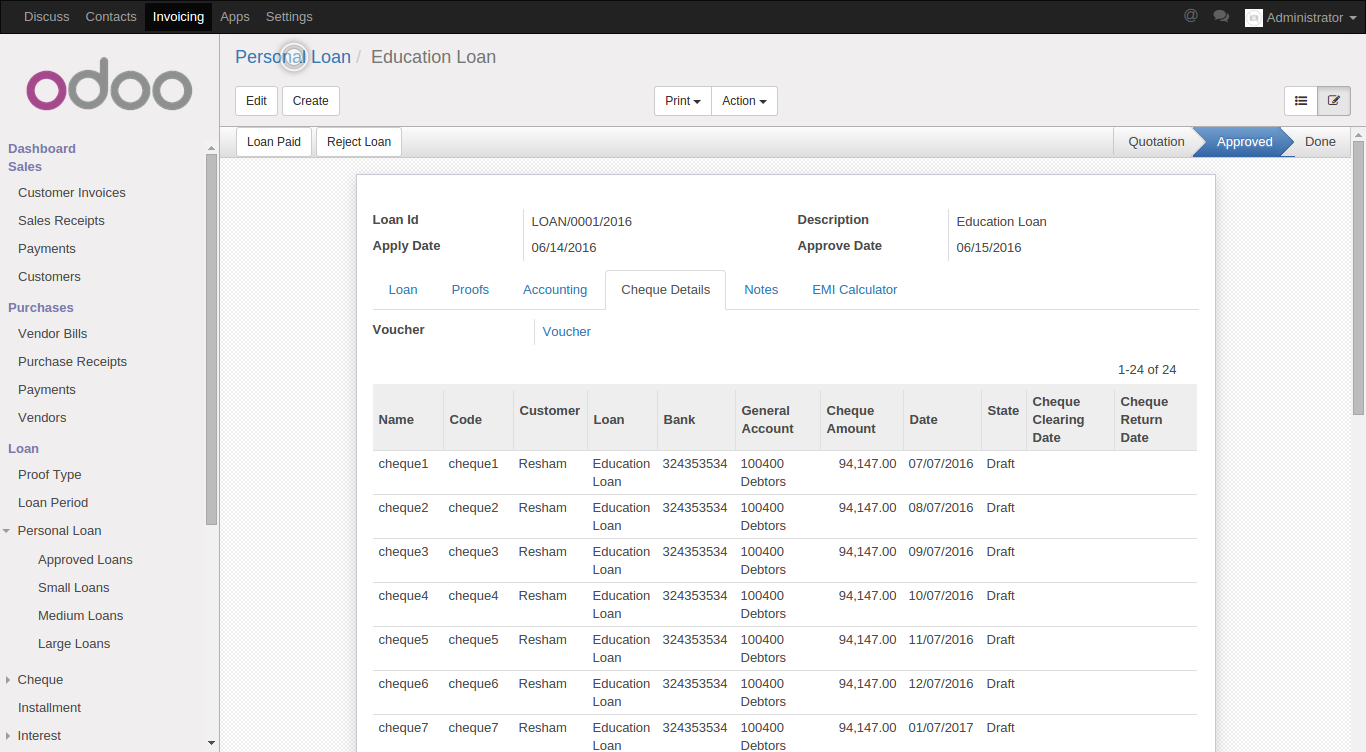 Discuss Contacts Invoicing Apps Settings @ Administrator
odoo
Personal Loan / Education Loan
Edit Create Print Action
Loan Paid Reject Loan Quotation Approved Done
Dashboard
Sales
Customer Invoices
Sales Receipts
Payments
Customers
Purchases
Vendor Bills
Purchase Receipts
Payments
Vendors
Loan
Proof Type
Loan Period
Personal Loan
Approved Loans
Small Loans
Medium Loans
Large Loans
Cheque
Installment
Interest
Loan Id LOAN/0001/2016 Description Education Loan
Apply Date 06/14/2016 Approve Date 06/15/2016
Loan Proofs Accounting Cheque Details Notes EMI Calculator
Voucher Voucher
1-24 of 24
Name Code Customer Loan Bank General Account Cheque Amount Date State Cheque Clearing Date Cheque Return Date
cheque1 cheque1 Resham Education Loan 324353534 100400 Debtors 94,147.00 07/07/2016 Draft
cheque2 cheque2 Resham Education Loan 324353534 100400 Debtors 94,147.00 08/07/2016 Draft
cheque3 cheque3 Resham Education Loan 324353534 100400 Debtors 94,147.00 09/07/2016 Draft
cheque4 cheque4 Resham Education Loan 324353534 100400 Debtors 94,147.00 10/07/2016 Draft
cheque5 cheque5 Resham Education Loan 324353534 100400 Debtors 94,147.00 11/07/2016 Draft
cheque6 cheque6 Resham Education Loan 324353534 100400 Debtors 94,147.00 12/07/2016 Draft
cheque7 cheque7 Resham Education Loan 324353534 100400 Debtors 94,147.00 01/07/2017 Draft